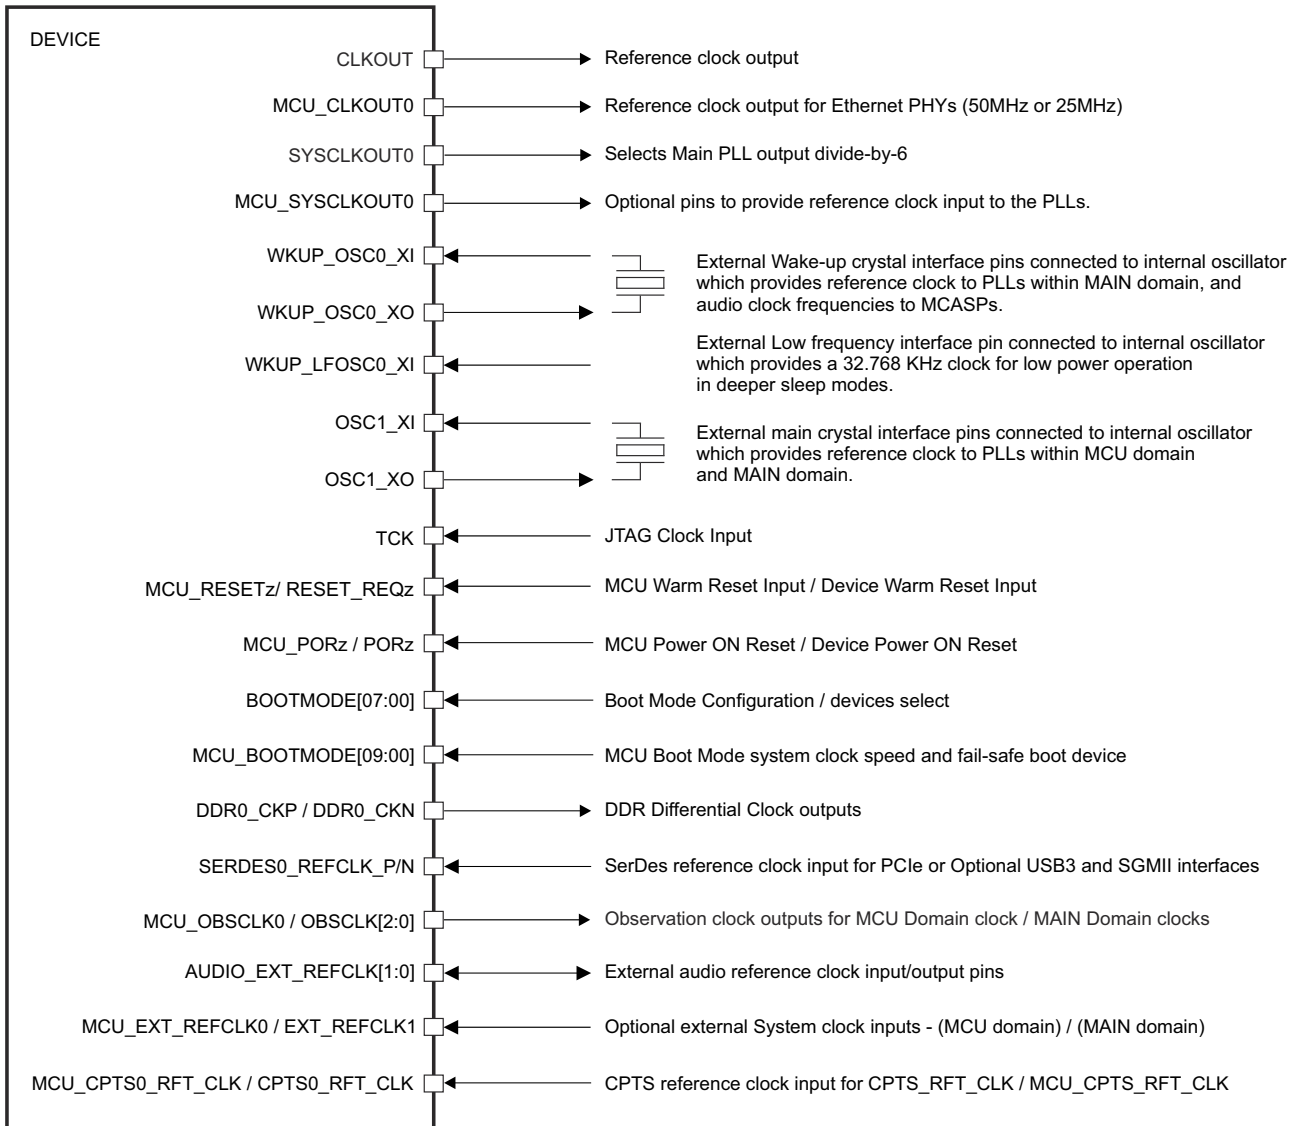 DEVICE
CLKOUT
Reference clock output
MCU_CLKOUT0
Reference clock output for Ethernet PHYs (50MHz or 25MHz)
SYSCLKOUT0
Selects Main PLL output divide-by-6
MCU_SYSCLKOUT0
Optional pins to provide reference clock input to the PLLs.
WKUP_OSC0_XI
WKUP_OSC0_XO
External Wake-up crystal interface pins connected to internal oscillator
which provides reference clock to PLLs within MAIN domain, and
audio clock frequencies to MCASPs.
WKUP_LFOSC0_XI
External Low frequency interface pin connected to internal oscillator
which provides a 32.768 KHz clock for low power operation
in deeper sleep modes.
OSC1_XI
OSC1_XO
External main crystal interface pins connected to internal oscillator
which provides reference clock to PLLs within MCU domain
and MAIN domain.
TCK
JTAG Clock Input
MCU_RESETz/ RESET_REQz
MCU Warm Reset Input / Device Warm Reset Input
MCU_PORz / PORz
MCU Power ON Reset / Device Power ON Reset
BOOTMODE[07:00]
Boot Mode Configuration / devices select
MCU_BOOTMODE[09:00]
MCU Boot Mode system clock speed and fail-safe boot device
DDR0_CKP / DDR0_CKN
DDR Differential Clock outputs
SERDES0_REFCLK_P/N
SerDes reference clock input for PCIe or Optional USB3 and SGMII interfaces
MCU_OBSCLK0 / OBSCLK[2:0]
Observation clock outputs for MCU Domain clock / MAIN Domain clocks
AUDIO_EXT_REFCLK[1:0]
External audio reference clock input/output pins
MCU_EXT_REFCLK0 / EXT_REFCLK1
Optional external System clock inputs - (MCU domain) / (MAIN domain)
MCU_CPTS0_RFT_CLK / CPTS0_RFT_CLK
CPTS reference clock input for CPTS_RFT_CLK / MCU_CPTS_RFT_CLK